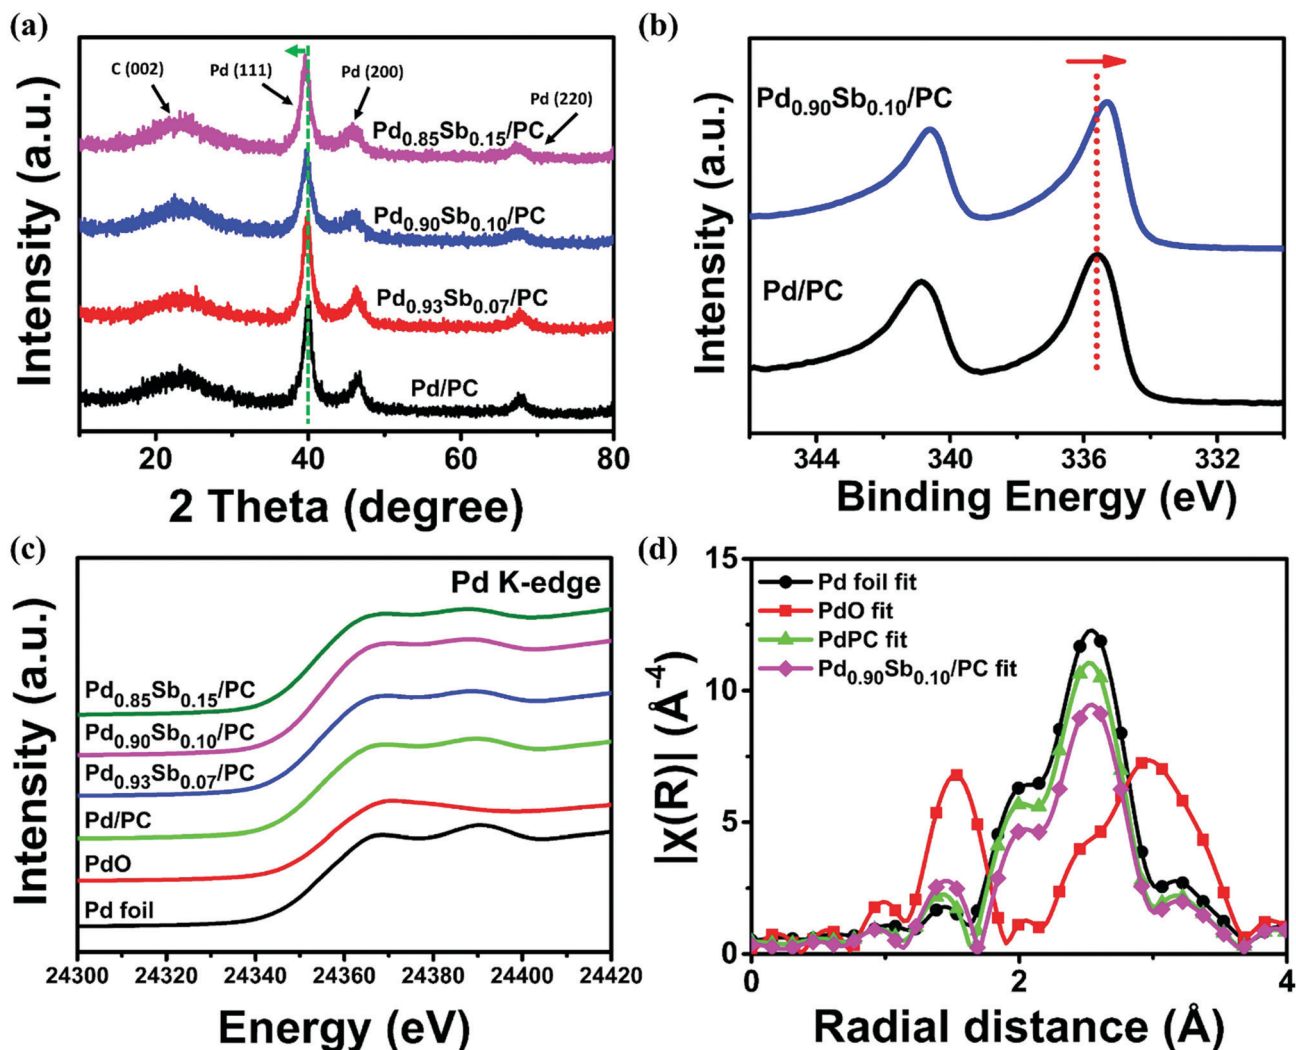 (a)
C (002)
Pd (111)
Pd (200)
Pd (220)
Pd0.85Sb0.15/PC
Pd0.90Sb0.10/PC
Pd0.93Sb0.07/PC
Pd/PC
Intensity (a.u.)
20 40 60 80
2 Theta (degree)
(b)
Pd0.90Sb0.10/PC
Pd/PC
Intensity (a.u.)
344 340 336 332
Binding Energy (eV)
(c)
Pd K-edge
Pd0.85Sb0.15/PC
Pd0.90Sb0.10/PC
Pd0.93Sb0.07/PC
Pd/PC
PdO
Pd foil
Intensity (a.u.)
24300 24320 24340 24360 24380 24400 24420
Energy (eV)
(d)
15
10
5
0
Pd foil fit
PdO fit
PdPC fit
Pd0.90Sb0.10/PC fit
|χ(R)| (Å-4)
0 2 4
Radial distance (Å)